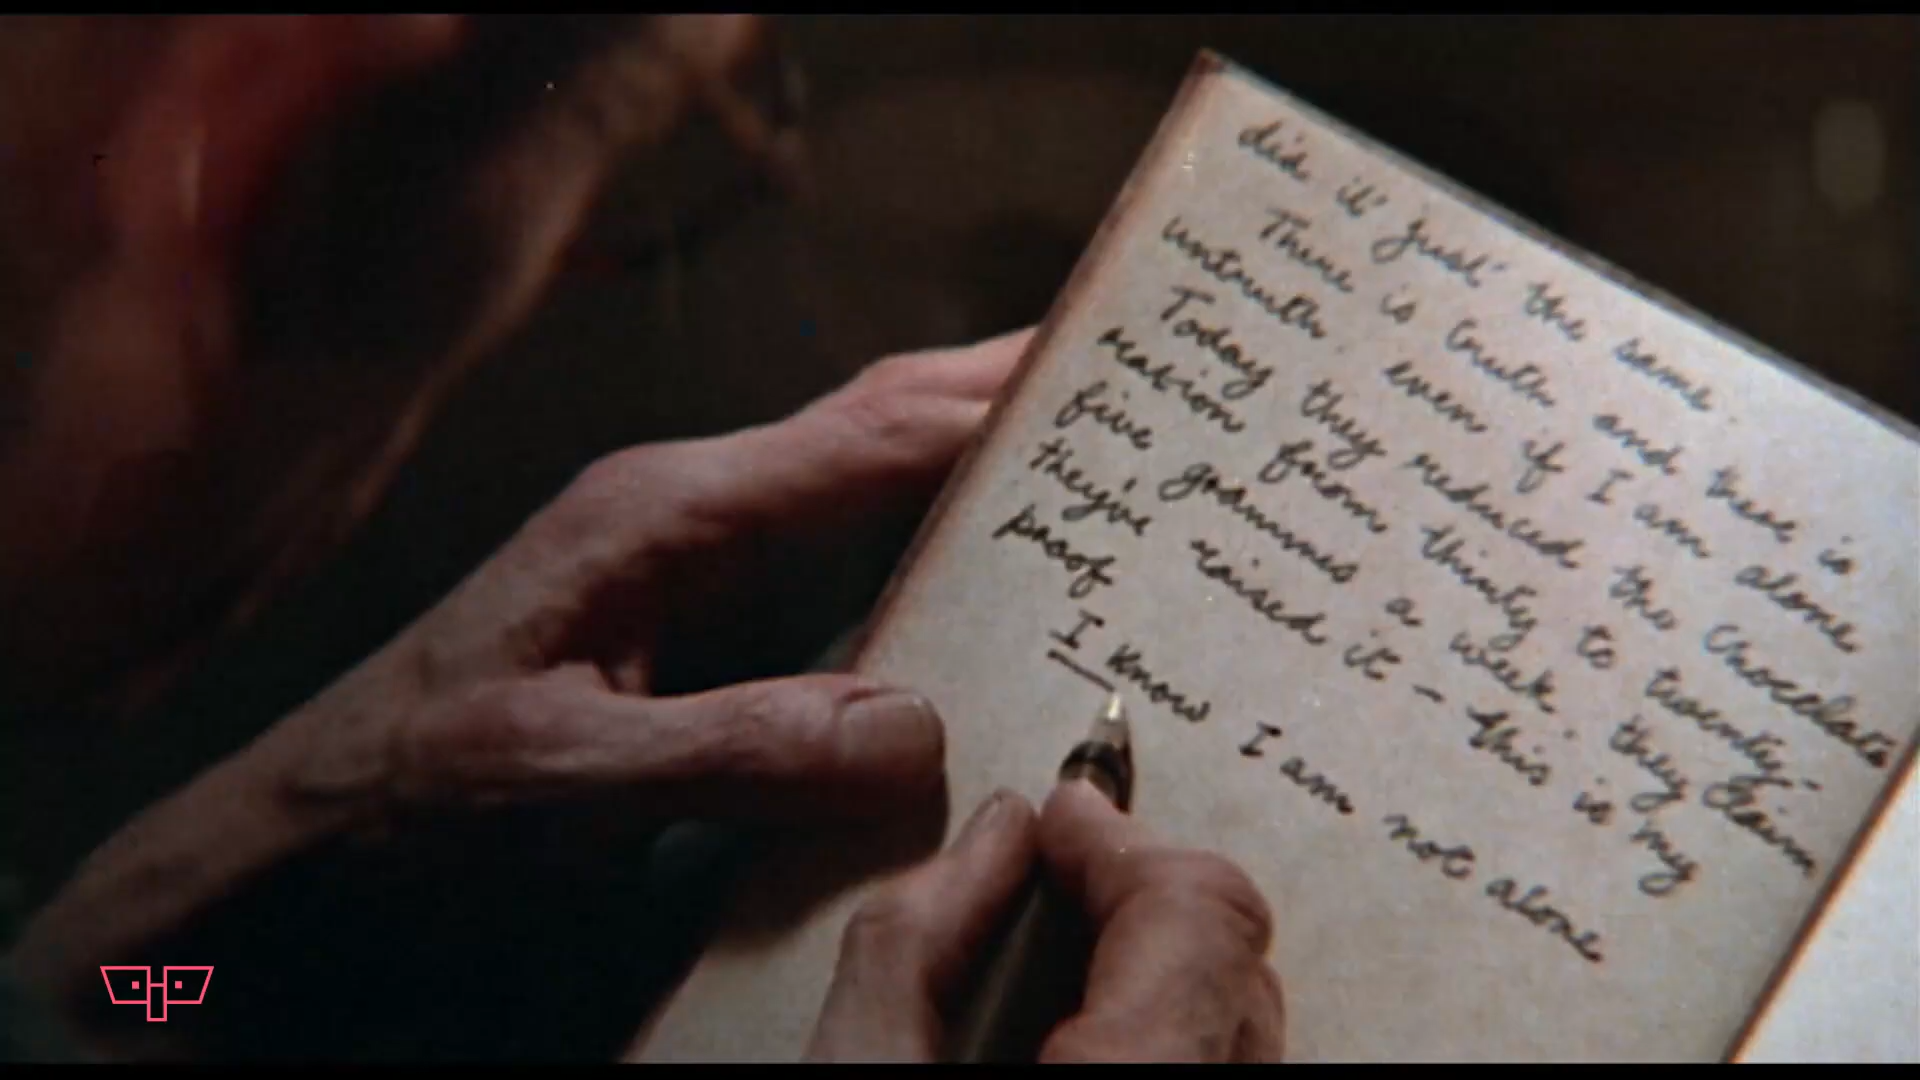 did it just the same.
There is truth and there is
untruth even if I am alone.
Today they reduced the chocolate
ration from thirty to twenty-
five grammes a week. they claim
they've raised it - this is my
proof
I know I am not alone